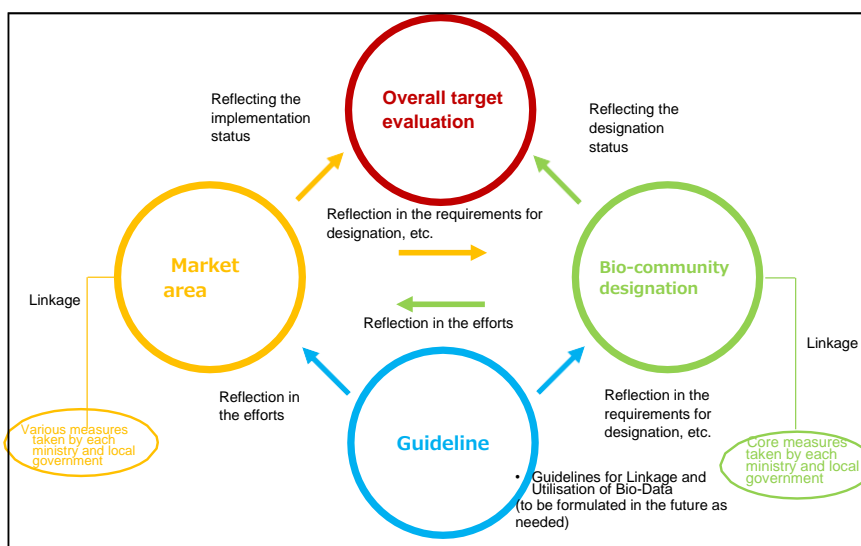 Overall target
evaluation
Reflecting the
implementation
status
Reflecting the
designation
status
Reflection in the requirements for
designation, etc.
Market
area
Bio-community
designation
Linkage
Reflection in the efforts
Linkage
Reflection in
the efforts
Reflection in the
requirements for
designation, etc.
Various measures
taken by each
ministry and local
government
Guideline
Core measures
taken by each
ministry and local
government
• Guidelines for Linkage and
Utilisation of Bio-Data
(to be formulated in the future as
needed)